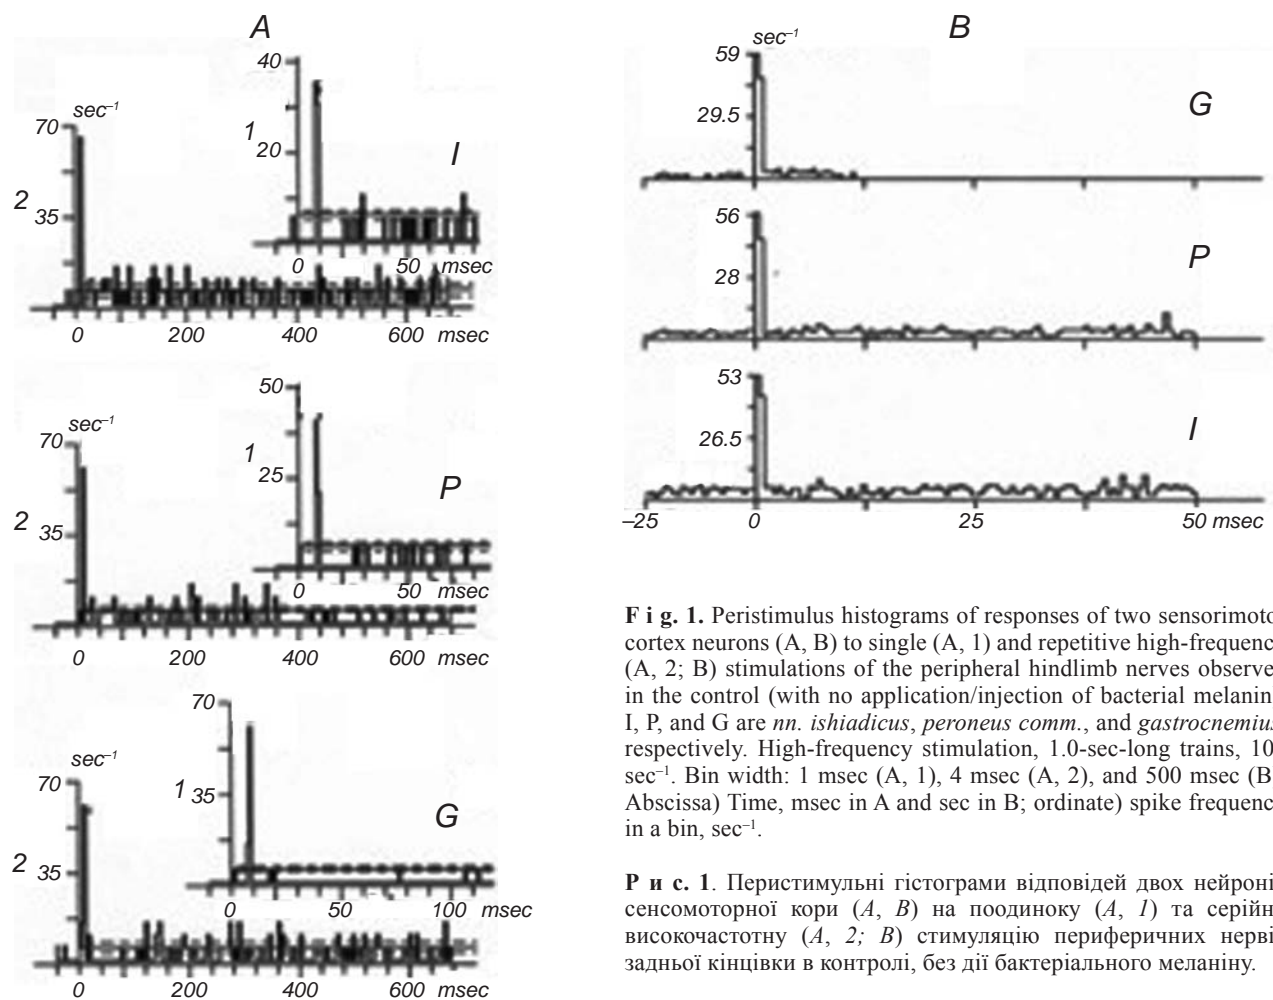 A
B
sec⁻¹
70
2
35
0
200
400
600
msec
40
1
20
0
50
msec
I
sec⁻¹
70
2
35
0
200
400
600
msec
50
1
25
0
50
msec
P
sec⁻¹
70
2
35
0
200
400
600
msec
70
1
35
0
50
100
msec
G
sec⁻¹
59
29.5
G
56
28
P
53
26.5
I
–25
0
25
50 msec
F i g. 1. Peristimulus histograms of responses of two sensorimoto
cortex neurons (A, B) to single (A, 1) and repetitive high-frequenc
(A, 2; B) stimulations of the peripheral hindlimb nerves observe
in the control (with no application/injection of bacterial melanin
I, P, and G are nn. ishiadicus, peroneus comm., and gastrocnemius
respectively. High-frequency stimulation, 1.0-sec-long trains, 10
sec⁻¹. Bin width: 1 msec (A, 1), 4 msec (A, 2), and 500 msec (B
Abscissa) Time, msec in A and sec in B; ordinate) spike frequenc
in a bin, sec⁻¹.
Р и с. 1. Перистимульні гістограми відповідей двох нейроні
сенсомоторної кори (А, В) на поодиноку (А, 1) та серійн
високочастотну (А, 2; В) стимуляцію периферичних нерві
задньої кінцівки в контролі, без дії бактеріального меланіну.